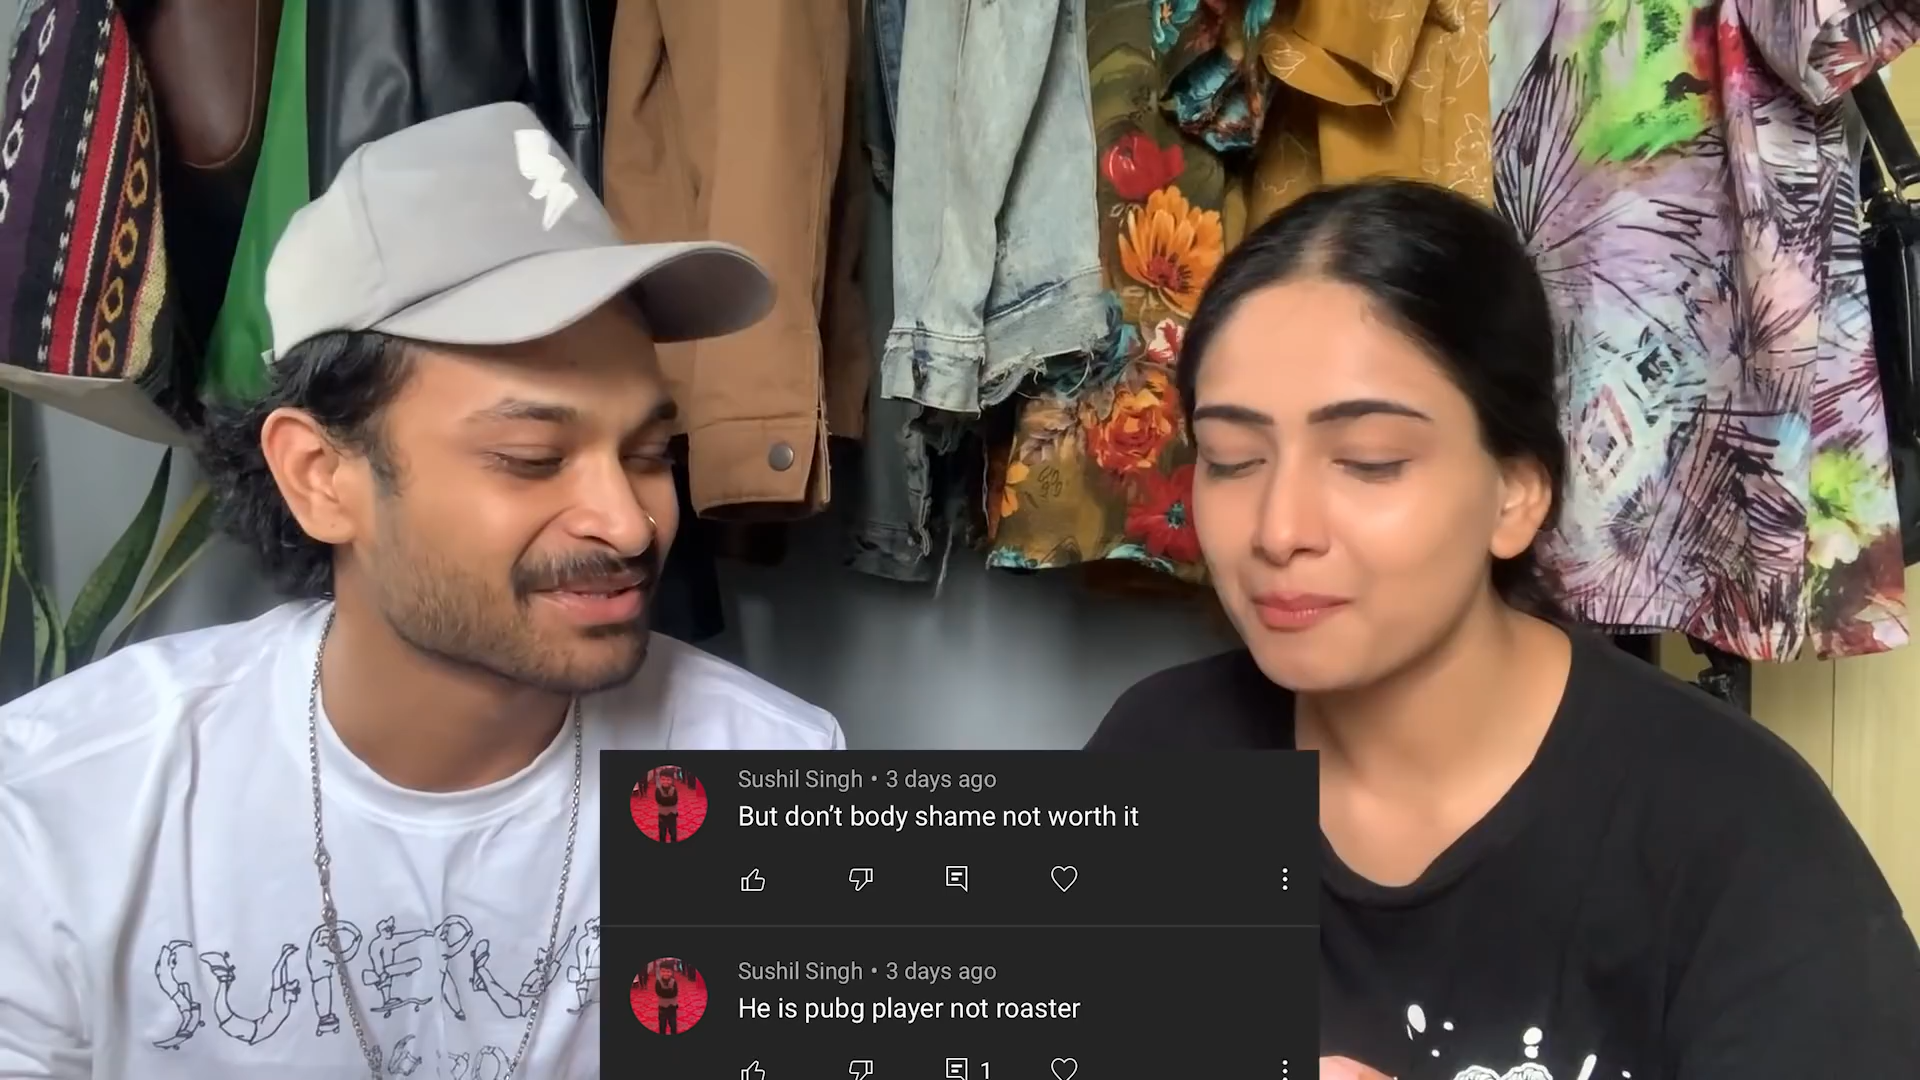 Sushil Singh • 3 days ago
But don’t body shame not worth it
Sushil Singh • 3 days ago
He is pubg player not roaster
1